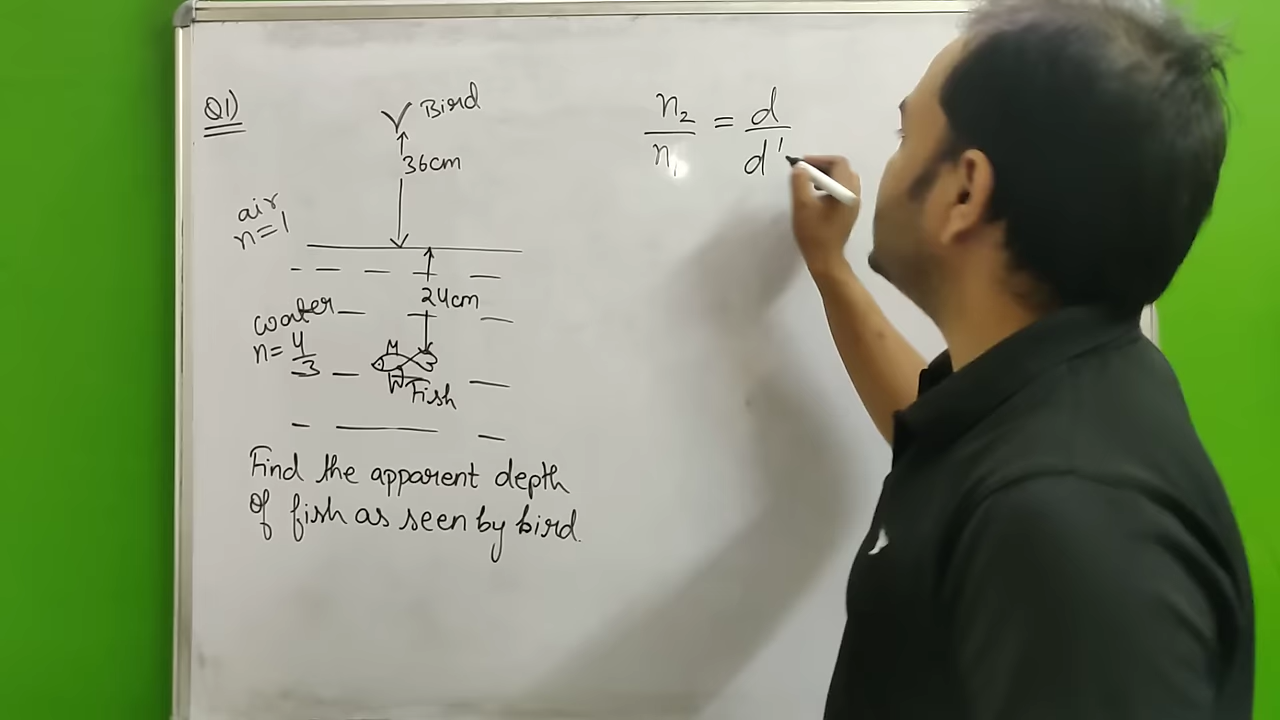 Q1)
Bird
36cm
air
n=1
24cm
water
n=4/3
Fish
Find the apparent depth
of fish as seen by bird.
n₂/n₁ = d/d'